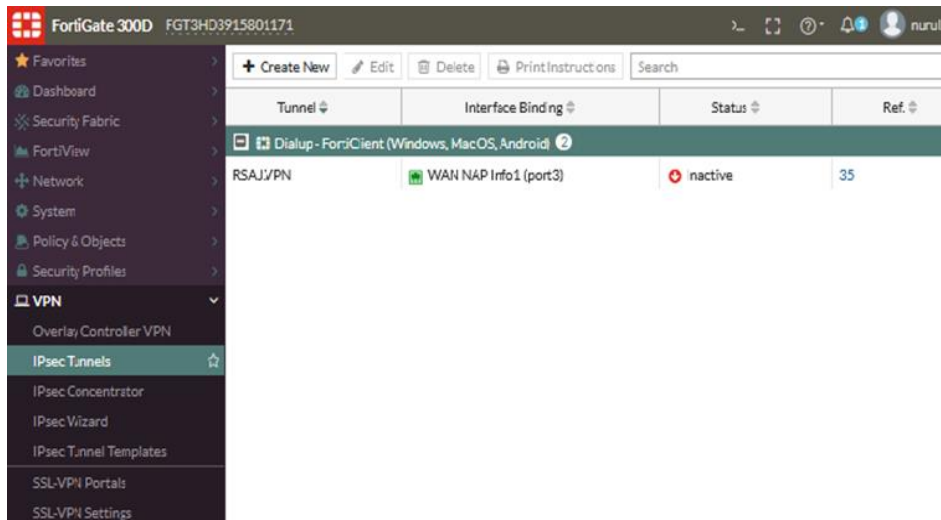 FortiGate 300D FGT3HD3915801171
>_ nurul
Favorites
Dashboard
Security Fabric
FortiView
Network
System
Policy & Objects
Security Profiles
VPN
Overlay Controller VPN
IPsec Tunnels
IPsec Concentrator
IPsec Wizard
IPsec Tunnel Templates
SSL-VPN Portals
SSL-VPN Settings
+ Create New Edit Delete Print Instructions Search
Tunnel Interface Binding Status Ref.
Dialup - FortiClient (Windows, MacOS, Android) 2
WAN NAP Info1 (port3) Inactive 35